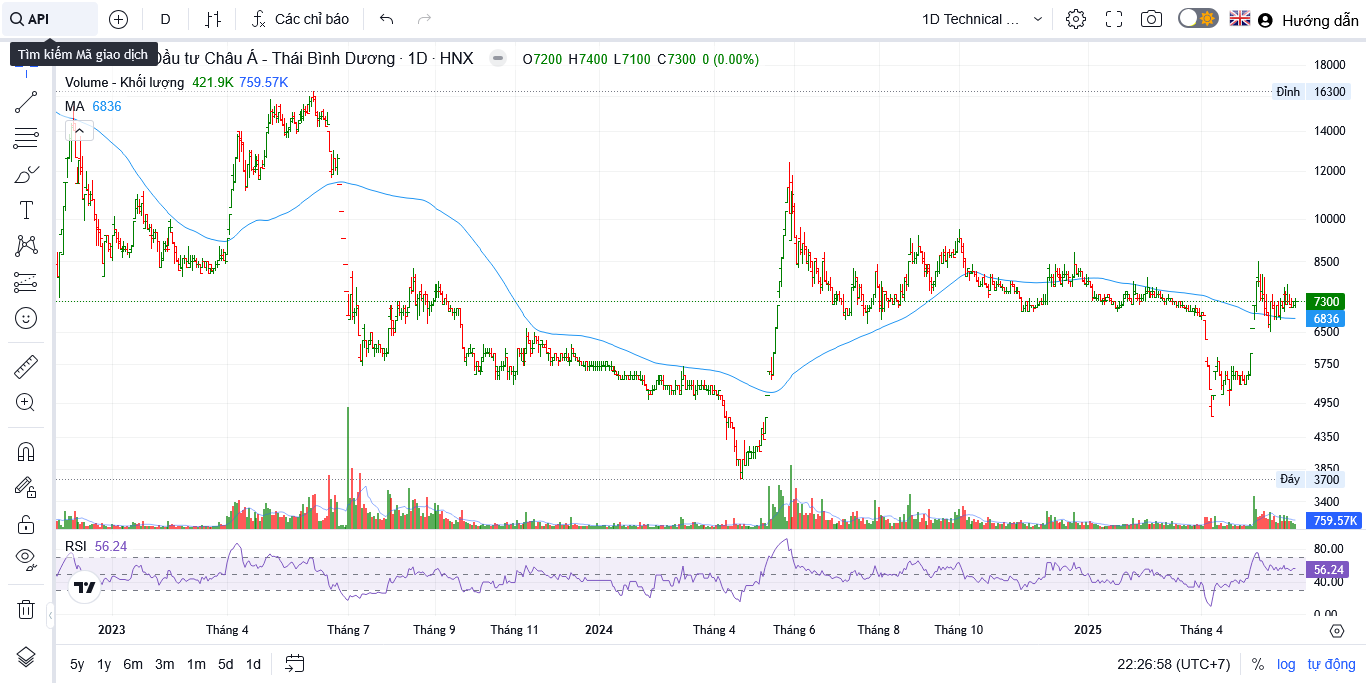 API
D
Các chỉ báo
1D Technical ...
Hướng dẫn
Tìm kiếm Mã giao dịch
Đầu tư Châu Á - Thái Bình Dương · 1D · HNX
O7200 H7400 L7100 C7300 0 (0.00%)
Volume - Khối lượng 421.9K 759.57K
MA 6836
18000
Đỉnh 16300
14000
12000
10000
8500
7300
6836
6500
5750
4950
4350
3850
Đáy 3700
3400
759.57K
RSI 56.24
80.00
56.24
40.00
0.00
2023 Tháng 4 Tháng 7 Tháng 9 Tháng 11 2024 Tháng 4 Tháng 6 Tháng 8 Tháng 10 2025 Tháng 4
5y 1y 6m 3m 1m 5d 1d
22:26:58 (UTC+7) % log tự động